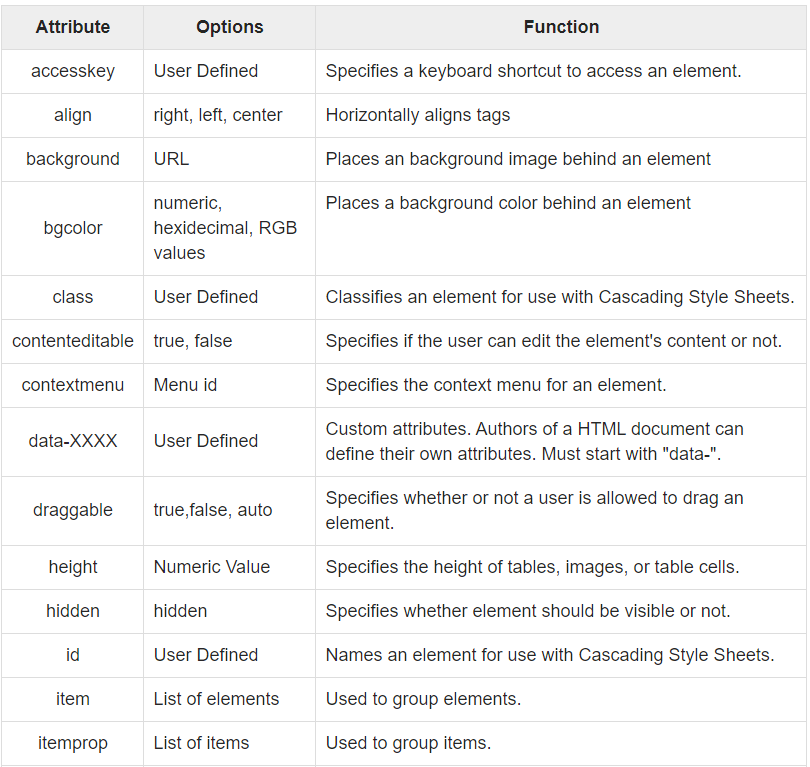 Attribute Options Function
accesskey User Defined Specifies a keyboard shortcut to access an element.
align right, left, center Horizontally aligns tags
background URL Places an background image behind an element
bgcolor numeric, Places a background color behind an element
hexidecimal, RGB
values
class User Defined Classifies an element for use with Cascading Style Sheets.
contenteditable true, false Specifies if the user can edit the element's content or not.
contextmenu Menu id Specifies the context menu for an element.
data-XXXX User Defined Custom attributes. Authors of a HTML document can
define their own attributes. Must start with "data-".
draggable true,false, auto Specifies whether or not a user is allowed to drag an
element.
height Numeric Value Specifies the height of tables, images, or table cells.
hidden hidden Specifies whether element should be visible or not.
id User Defined Names an element for use with Cascading Style Sheets.
item List of elements Used to group elements.
itemprop List of items Used to group items.